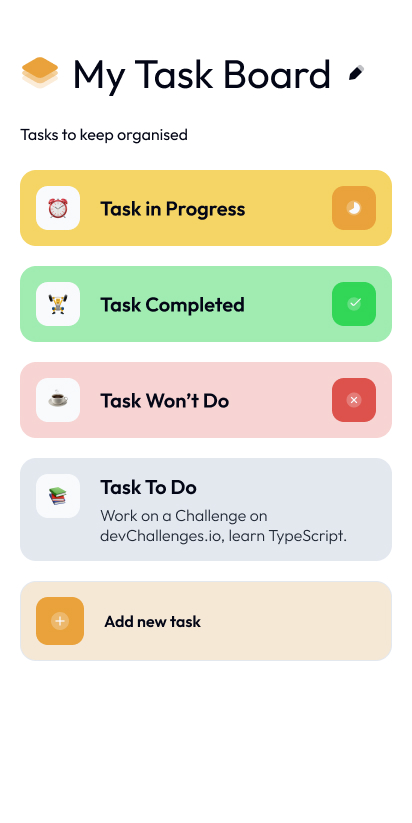 My Task Board
Tasks to keep organised
Task in Progress
Task Completed
Task Won’t Do
Task To Do
Work on a Challenge on
devChallenges.io, learn TypeScript.
Add new task